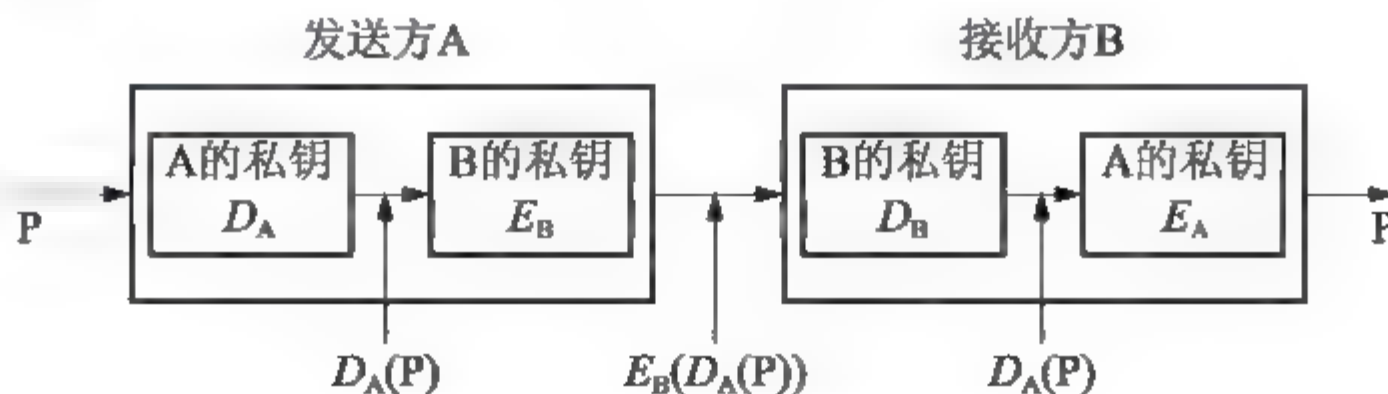 发送方A
接收方B
P
A的私钥
D_A
B的私钥
E_B
B的私钥
D_B
A的私钥
E_A
P
D_A(P)
E_B(D_A(P))
D_A(P)